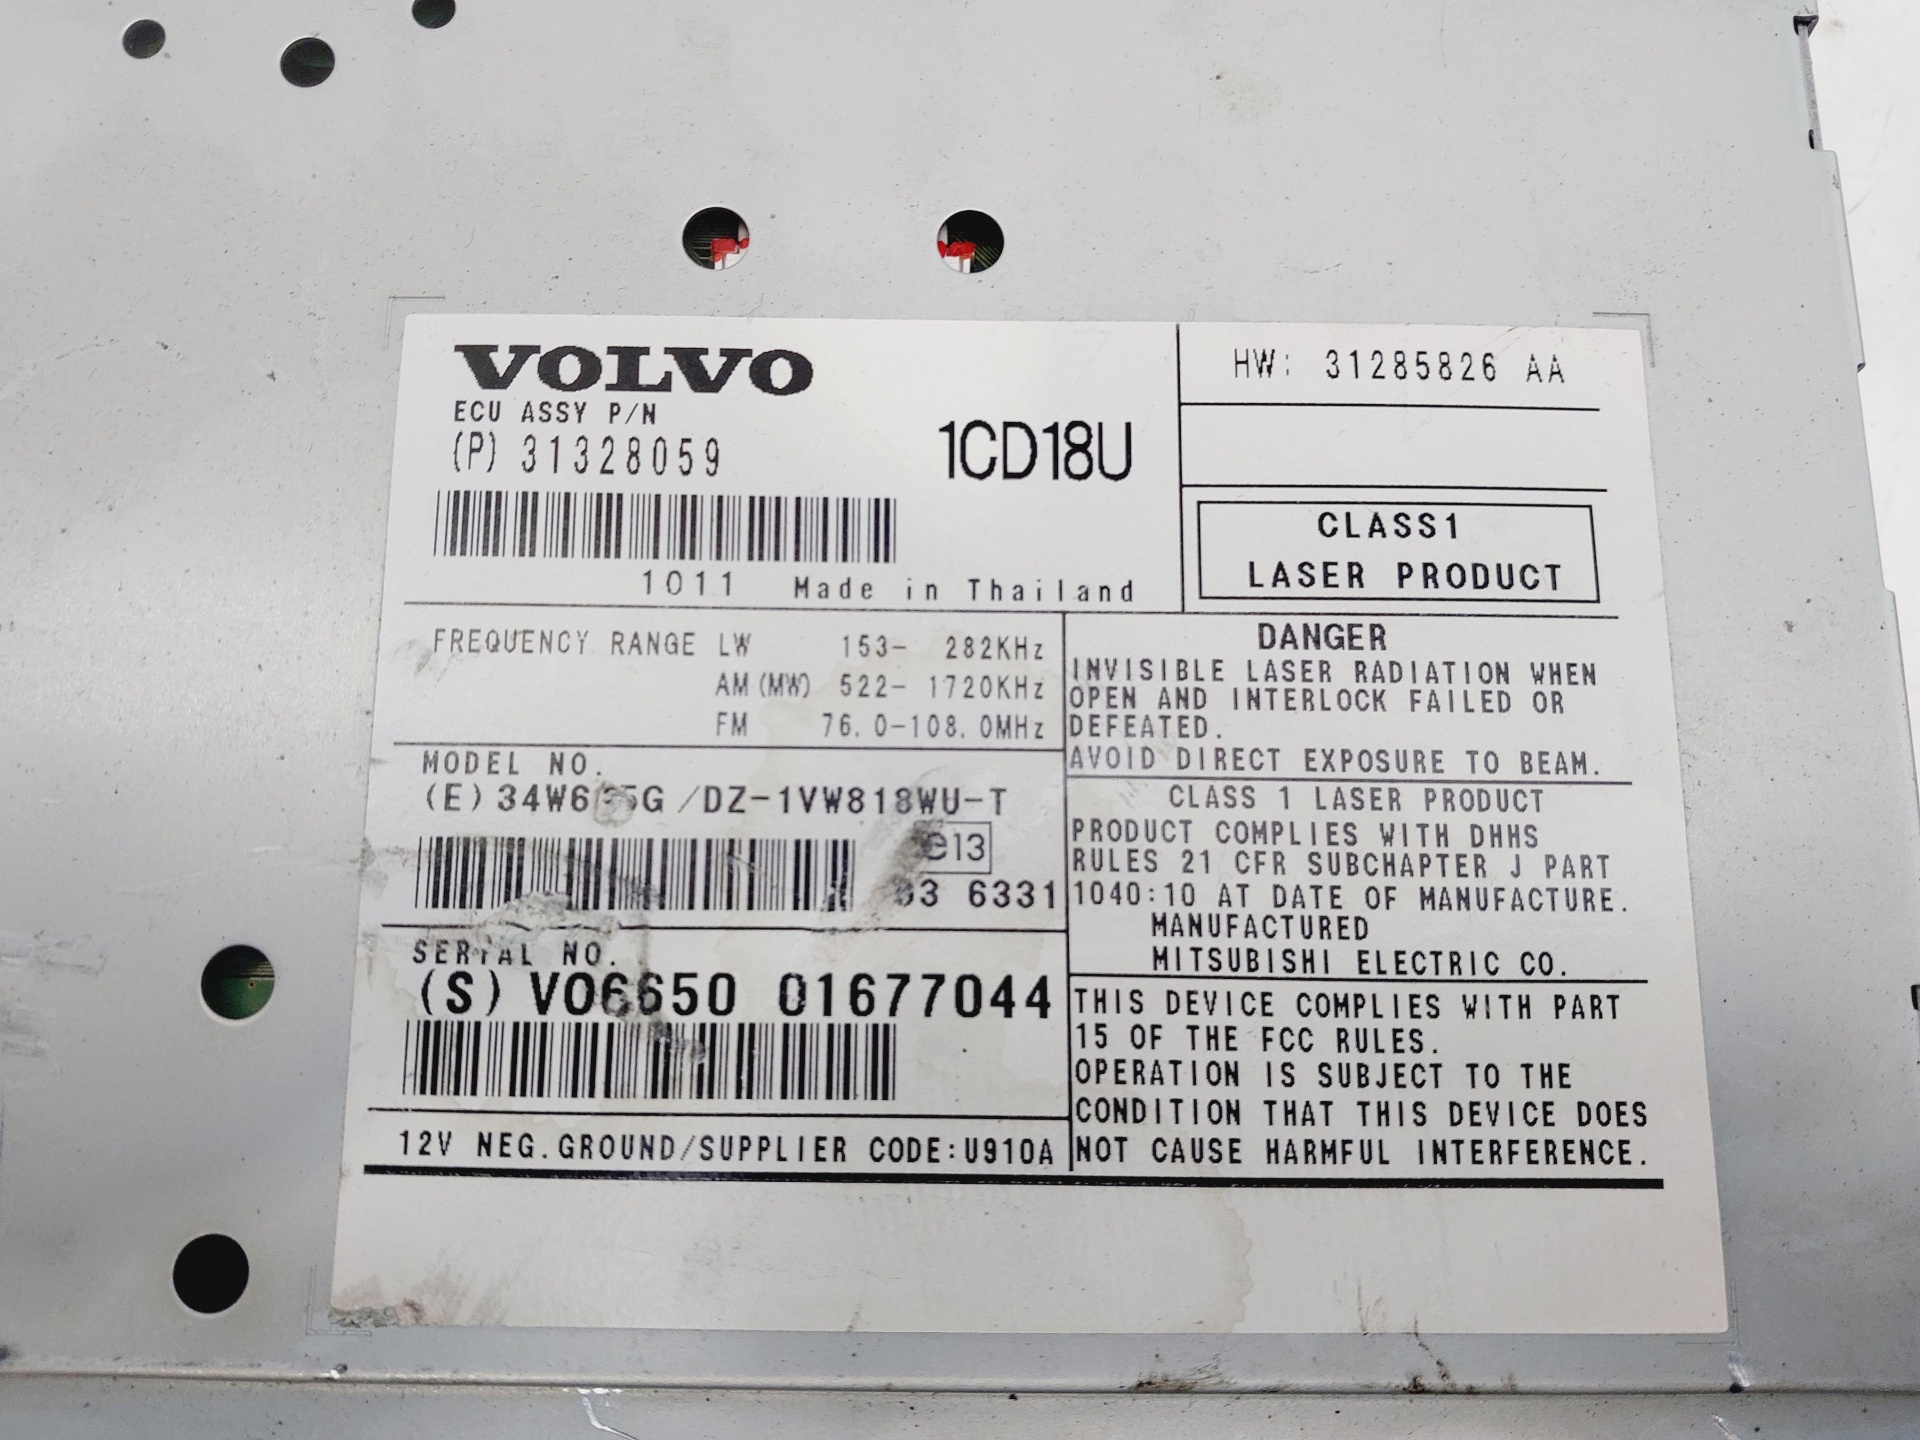 VOLVO
ECU ASSY P/N
(P) 31328059
1CD18U
1011 Made in Thailand
HW: 31285826 AA
CLASS1
LASER PRODUCT
FREQUENCY RANGE LW 153- 282KHz
AM (MW) 522- 1720KHz
FM 76.0-108.0MHz
MODEL NO.
/DZ-1VW818WU-T
e13
6331
SERIAL NO.
(S) VO6650 01677044
12V NEG.GROUND/SUPPLIER CODE:U910A
DANGER
INVISIBLE LASER RADIATION WHEN
OPEN AND INTERLOCK FAILED OR
DEFEATED.
AVOID DIRECT EXPOSURE TO BEAM.
CLASS 1 LASER PRODUCT
PRODUCT COMPLIES WITH DHHS
RULES 21 CFR SUBCHAPTER J PART
1040:10 AT DATE OF MANUFACTURE.
MANUFACTURED
MITSUBISHI ELECTRIC CO.
THIS DEVICE COMPLIES WITH PART
15 OF THE FCC RULES.
OPERATION IS SUBJECT TO THE
CONDITION THAT THIS DEVICE DOES
NOT CAUSE HARMFUL INTERFERENCE.